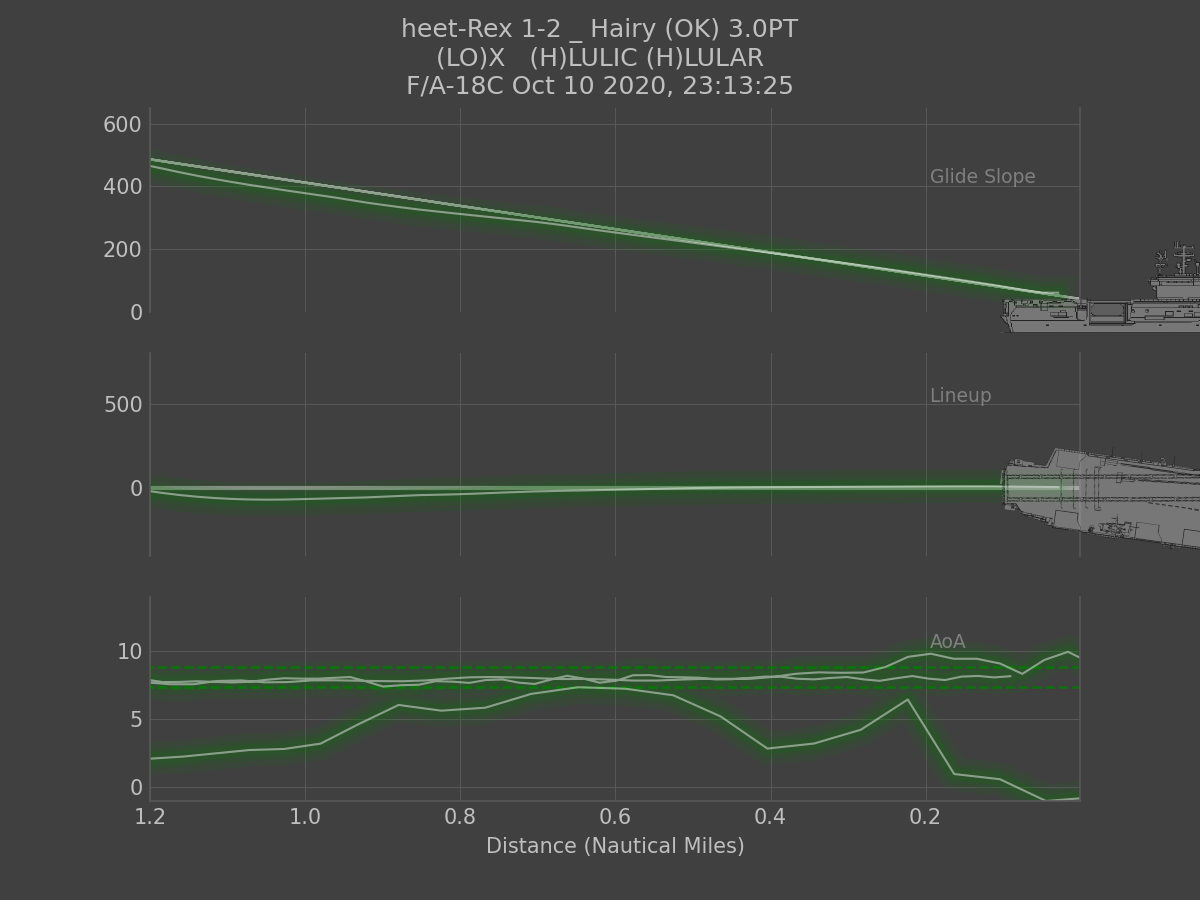 heet-Rex 1-2 _ Hairy (OK) 3.0PT
(LO)X (H)LULIC (H)LULAR
F/A-18C Oct 10 2020, 23:13:25
600
400
200
0
Glide Slope
500
0
Lineup
10
5
0
AoA
1.2 1.0 0.8 0.6 0.4 0.2
Distance (Nautical Miles)